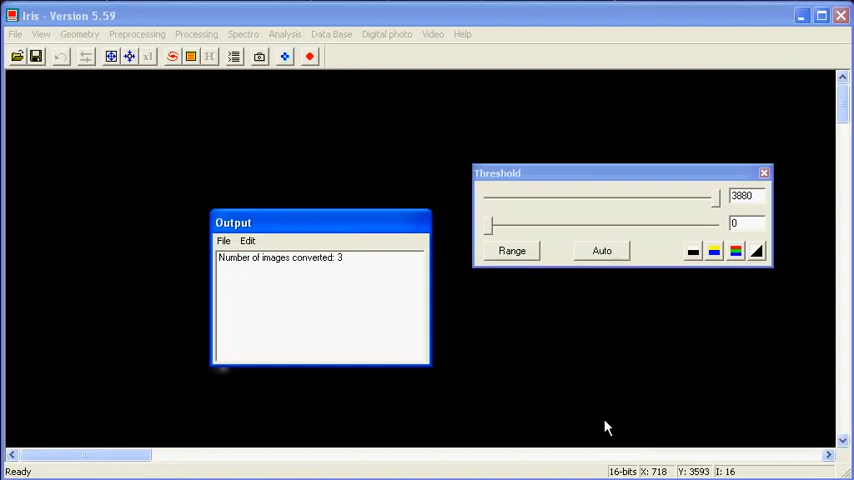 Iris - Version 5.59
File View Geometry Preprocessing Processing Spectro Analysis Data Base Digital photo Video Help
x1 H
Threshold
3880
0
Range Auto
Output
File Edit
Number of images converted: 3
Ready 16-bits X: 718 Y: 3593 I: 16